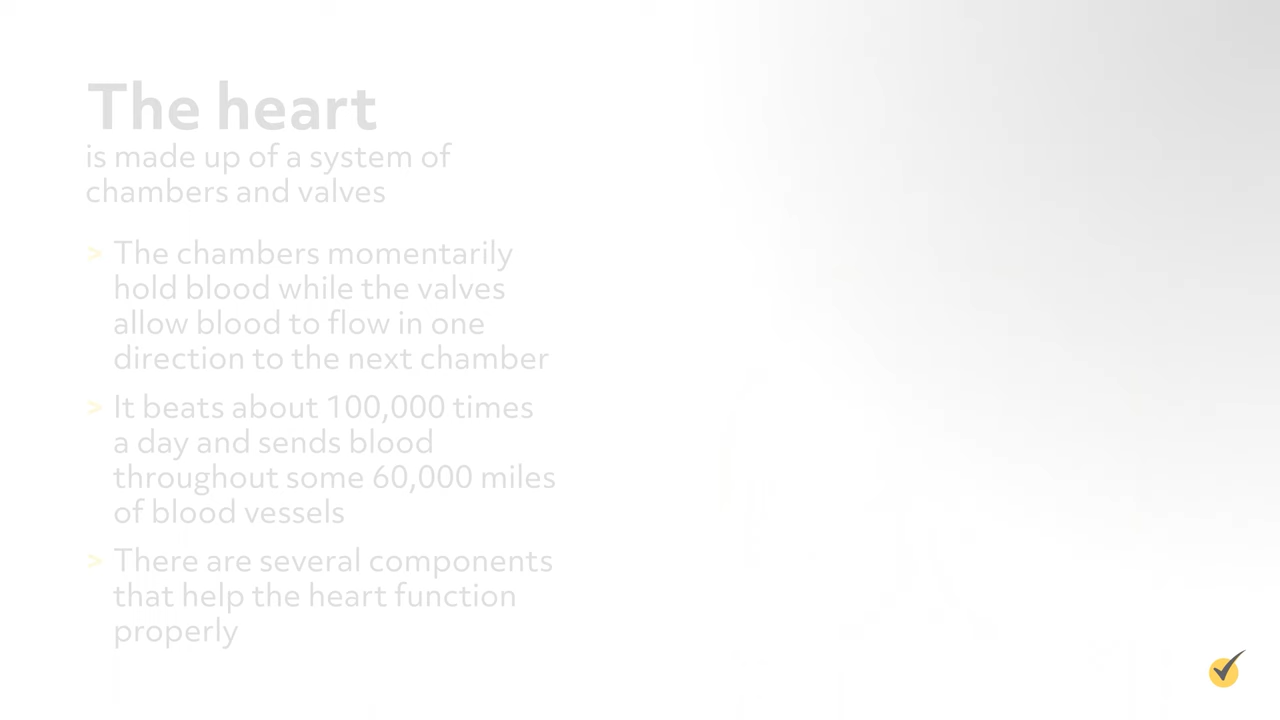 The heart
is made up of a system of
chambers and valves
> The chambers momentarily
hold blood while the valves
allow blood to flow in one
direction to the next chamber
> It beats about 100,000 times
a day and sends blood
throughout some 60,000 miles
of blood vessels
> There are several components
that help the heart function
properly